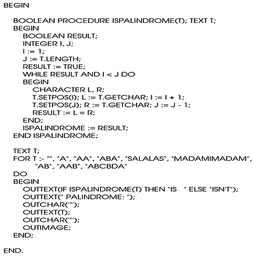 BEGIN
BOOLEAN PROCEDURE ISPALINDROME(T); TEXT T;
BEGIN
BOOLEAN RESULT;
INTEGER I, J;
I := 1;
J := T.LENGTH;
RESULT := TRUE;
WHILE RESULT AND I < J DO
BEGIN
CHARACTER L, R;
T.SETPOS(I); L := T.GETCHAR; I := I + 1;
T.SETPOS(J); R := T.GETCHAR; J := J - 1;
RESULT := L = R;
END;
ISPALINDROME := RESULT;
END ISPALINDROME;
TEXT T;
FOR T :- "", "A", "AA", "ABA", "SALALAS", "MADAMIMADAM",
"AB", "AAB", "ABCBDA"
DO
BEGIN
OUTTEXT(IF ISPALINDROME(T) THEN "IS   " ELSE "ISN'T");
OUTTEXT(" PALINDROME: ");
OUTCHAR('"');
OUTTEXT(T);
OUTCHAR('"');
OUTIMAGE;
END;
END.